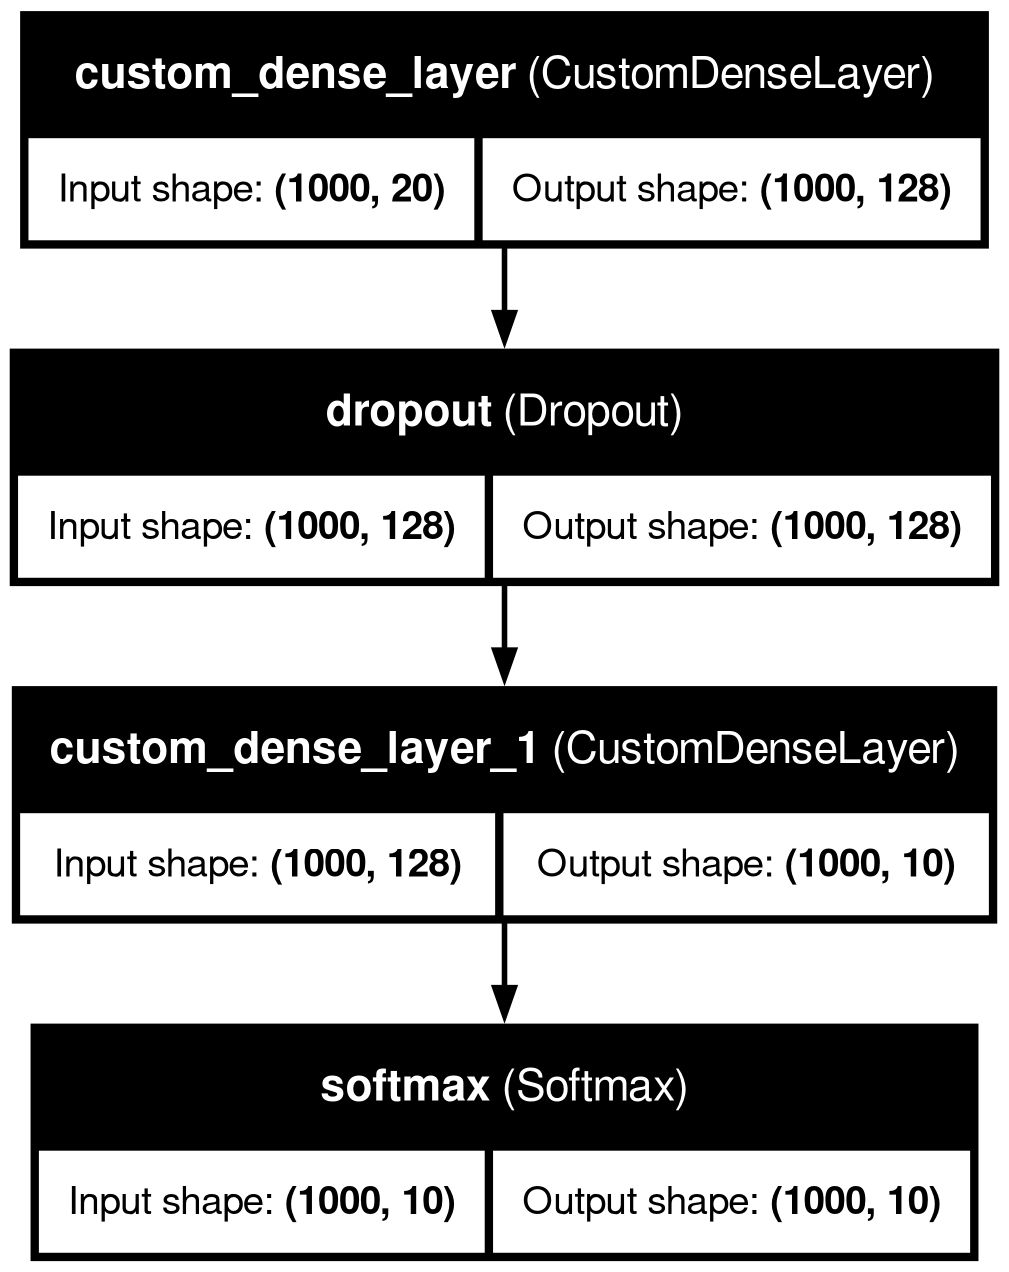 custom_dense_layer (CustomDenseLayer)
Input shape: (1000, 20) Output shape: (1000, 128)
dropout (Dropout)
Input shape: (1000, 128) Output shape: (1000, 128)
custom_dense_layer_1 (CustomDenseLayer)
Input shape: (1000, 128) Output shape: (1000, 10)
softmax (Softmax)
Input shape: (1000, 10) Output shape: (1000, 10)